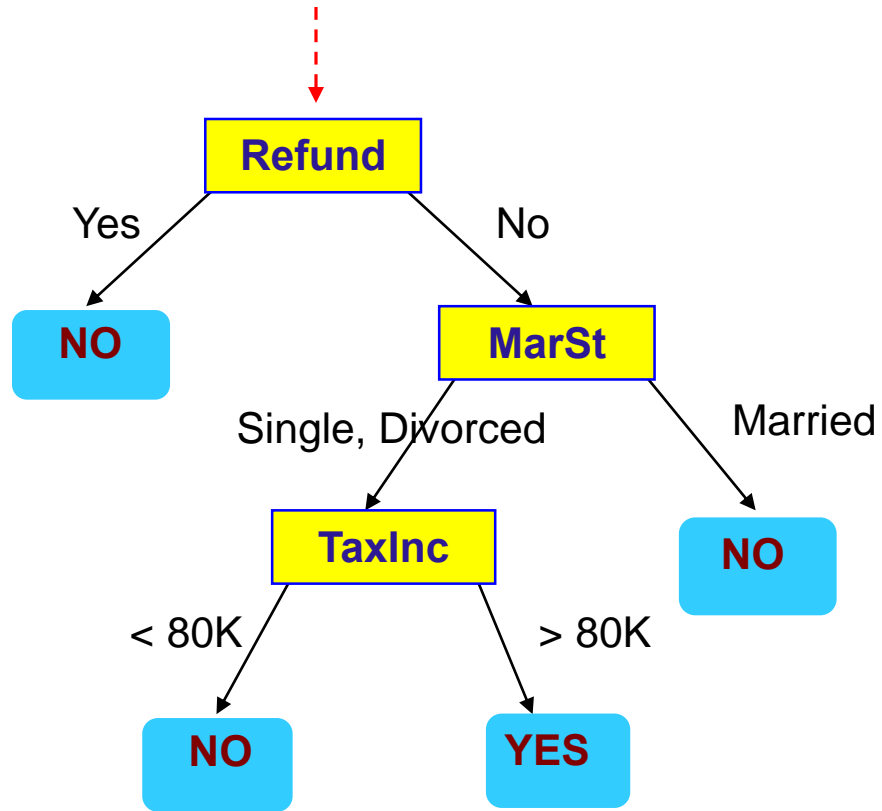 Refund
Yes
No
NO
MarSt
Single, Divorced
Married
TaxInc
NO
< 80K
> 80K
NO
YES